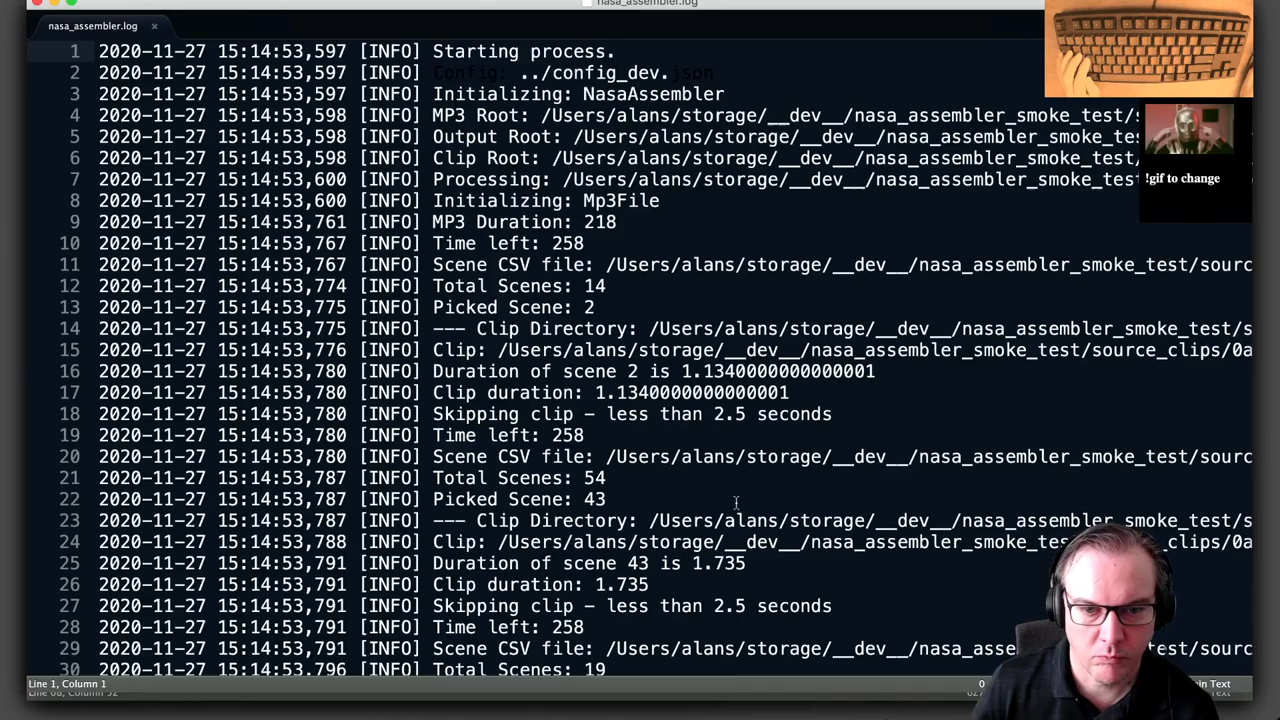 nasa_assembler.log
nasa_assembler.log ×
1 2020-11-27 15:14:53,597 [INFO] Starting process.
2 2020-11-27 15:14:53,597 [INFO] Config: ../config_dev.json
3 2020-11-27 15:14:53,597 [INFO] Initializing: NasaAssembler
4 2020-11-27 15:14:53,598 [INFO] MP3 Root: /Users/alans/storage/__dev__/nasa_assembler_smoke_test/s
5 2020-11-27 15:14:53,598 [INFO] Output Root: /Users/alans/storage/__dev__/nasa_assembler_smoke_test
6 2020-11-27 15:14:53,598 [INFO] Clip Root: /Users/alans/storage/__dev__/nasa_assembler_smoke_test/
7 2020-11-27 15:14:53,600 [INFO] Processing: /Users/alans/storage/__dev__/nasa_assembler_smoke_test
!gif to change
8 2020-11-27 15:14:53,600 [INFO] Initializing: Mp3File
9 2020-11-27 15:14:53,761 [INFO] MP3 Duration: 218
10 2020-11-27 15:14:53,767 [INFO] Time left: 258
11 2020-11-27 15:14:53,767 [INFO] Scene CSV file: /Users/alans/storage/__dev__/nasa_assembler_smoke_test/sourc
12 2020-11-27 15:14:53,774 [INFO] Total Scenes: 14
13 2020-11-27 15:14:53,775 [INFO] Picked Scene: 2
14 2020-11-27 15:14:53,775 [INFO] --- Clip Directory: /Users/alans/storage/__dev__/nasa_assembler_smoke_test/s
15 2020-11-27 15:14:53,776 [INFO] Clip: /Users/alans/storage/__dev__/nasa_assembler_smoke_test/source_clips/0a
16 2020-11-27 15:14:53,780 [INFO] Duration of scene 2 is 1.1340000000000001
17 2020-11-27 15:14:53,780 [INFO] Clip duration: 1.1340000000000001
18 2020-11-27 15:14:53,780 [INFO] Skipping clip - less than 2.5 seconds
19 2020-11-27 15:14:53,780 [INFO] Time left: 258
20 2020-11-27 15:14:53,780 [INFO] Scene CSV file: /Users/alans/storage/__dev__/nasa_assembler_smoke_test/sourc
21 2020-11-27 15:14:53,787 [INFO] Total Scenes: 54
22 2020-11-27 15:14:53,787 [INFO] Picked Scene: 43
23 2020-11-27 15:14:53,787 [INFO] --- Clip Directory: /Users/alans/storage/__dev__/nasa_assembler_smoke_test/s
24 2020-11-27 15:14:53,788 [INFO] Clip: /Users/alans/storage/__dev__/nasa_assembler_smoke_te clips/0a
25 2020-11-27 15:14:53,791 [INFO] Duration of scene 43 is 1.735
26 2020-11-27 15:14:53,791 [INFO] Clip duration: 1.735
27 2020-11-27 15:14:53,791 [INFO] Skipping clip - less than 2.5 seconds
28 2020-11-27 15:14:53,791 [INFO] Time left: 258
29 2020-11-27 15:14:53,791 [INFO] Scene CSV file: /Users/alans/storage/__dev__/nasa_assembler_smo test/sourc
30 2020-11-27 15:14:53,796 [INFO] Total Scenes: 19
Line 1, Column 1